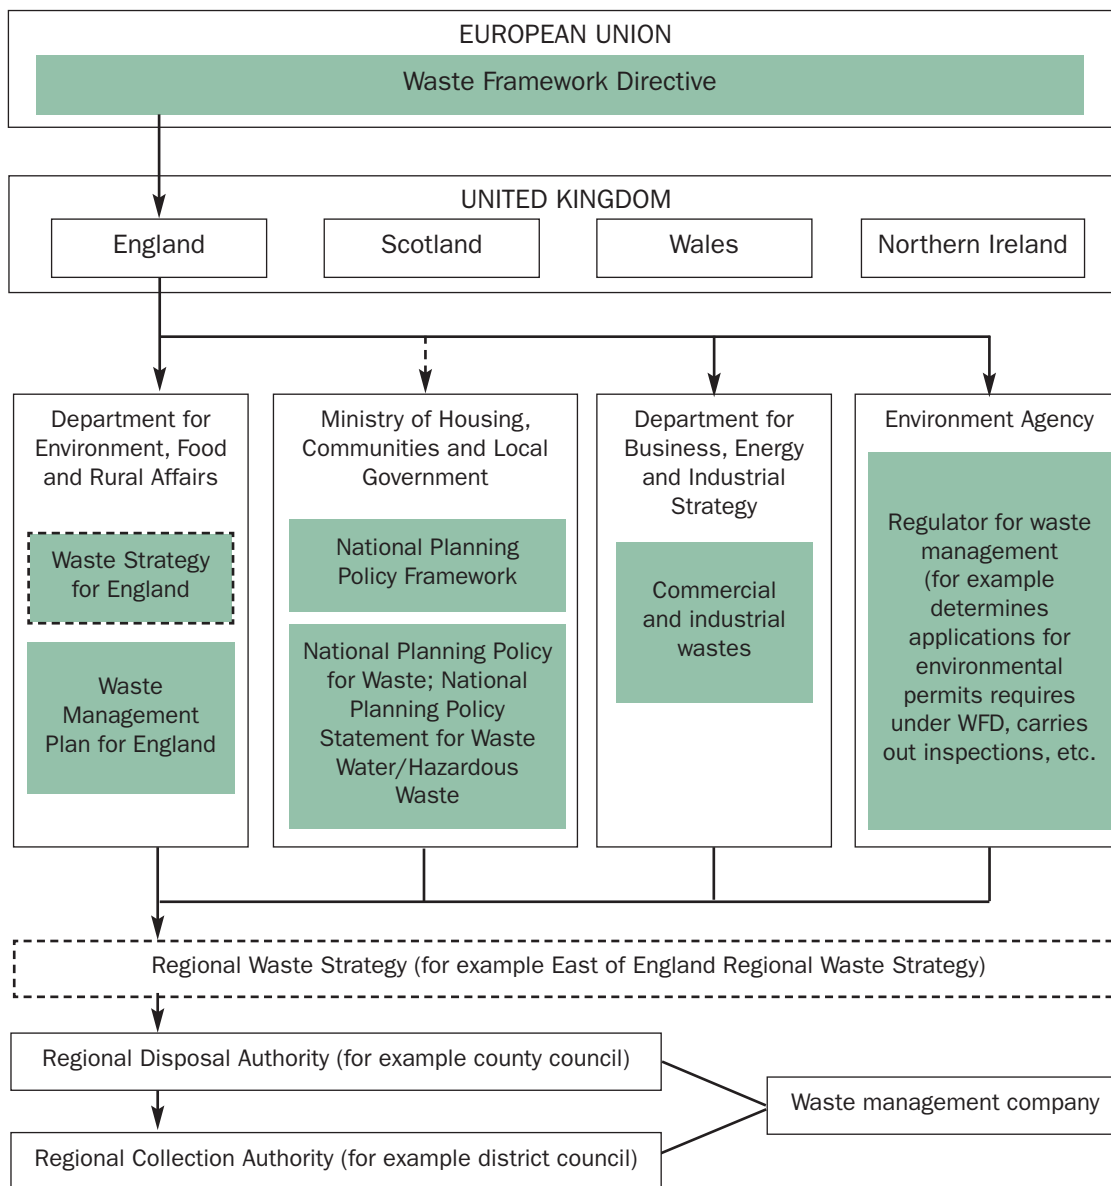 EUROPEAN UNION
Waste Framework Directive
UNITED KINGDOM
England
Scotland
Wales
Northern Ireland
Department for
Environment, Food
and Rural Affairs
Waste Strategy
for England
Waste
Management
Plan for England
Ministry of Housing,
Communities and Local
Government
National Planning
Policy Framework
National Planning Policy
for Waste; National
Planning Policy
Statement for Waste
Water/Hazardous
Waste
Department for
Business, Energy
and Industrial
Strategy
Commercial
and industrial
wastes
Environment Agency
Regulator for waste
management
(for example
determines
applications for
environmental
permits requires
under WFD, carries
out inspections, etc.
Regional Waste Strategy (for example East of England Regional Waste Strategy)
Regional Disposal Authority (for example county council)
Waste management company
Regional Collection Authority (for example district council)